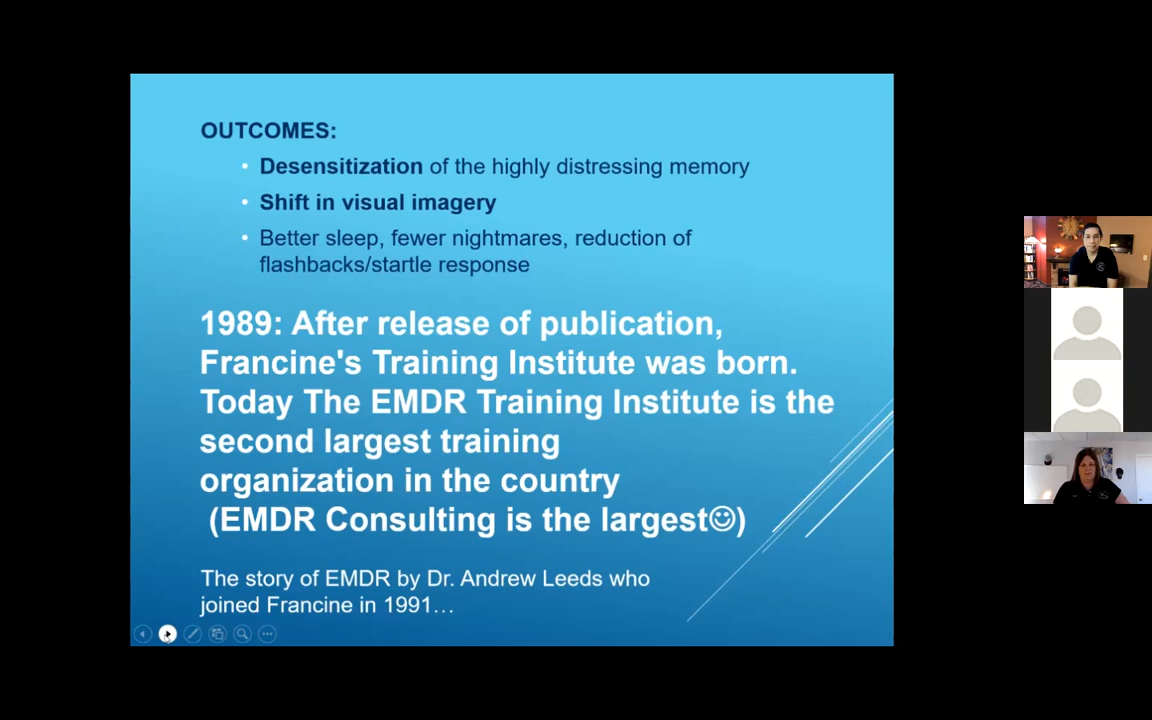 OUTCOMES:
• Desensitization of the highly distressing memory
• Shift in visual imagery
• Better sleep, fewer nightmares, reduction of
flashbacks/startle response
1989: After release of publication,
Francine's Training Institute was born.
Today The EMDR Training Institute is the
second largest training
organization in the country
(EMDR Consulting is the largest☺)
The story of EMDR by Dr. Andrew Leeds who
joined Francine in 1991…